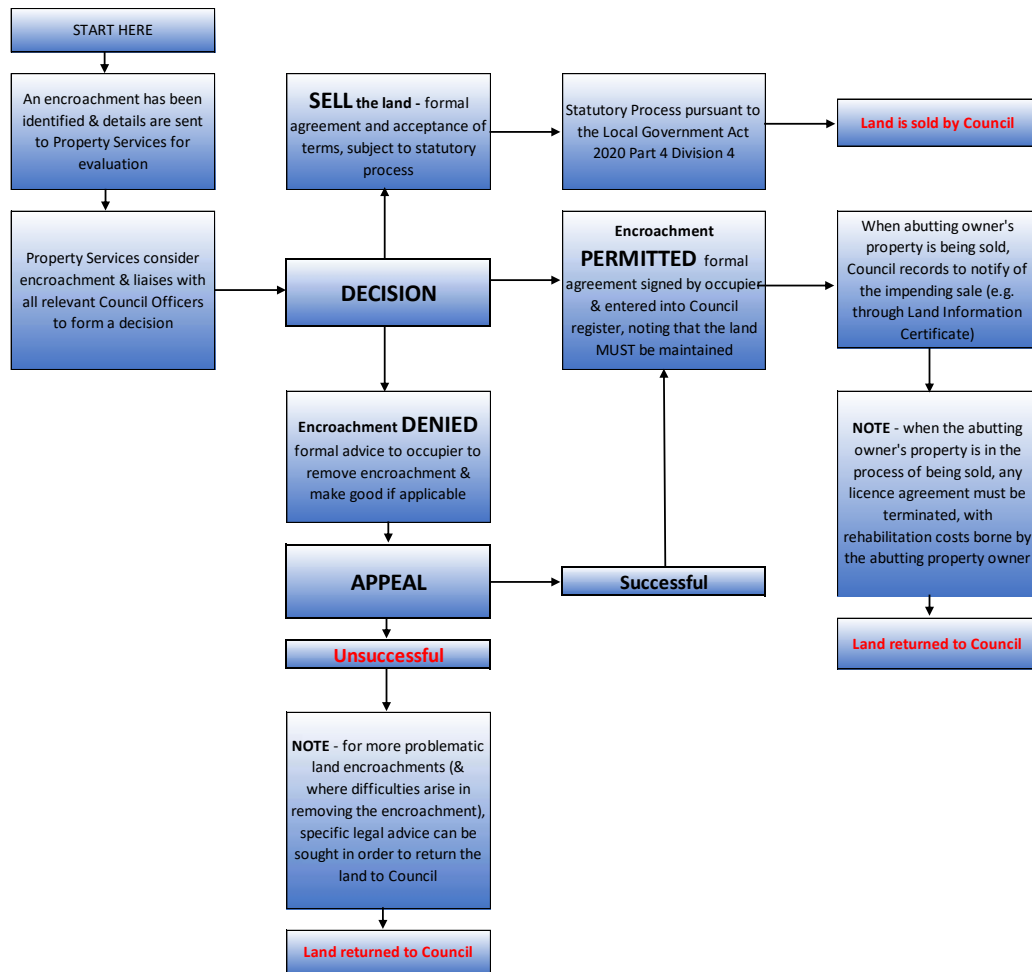 START HERE
An encroachment has been
identified & details are sent
to Property Services for
evaluation
Property Services consider
encroachment & liaises with
all relevant Council Officers
to form a decision
DECISION
SELL the land - formal
agreement and acceptance of
terms, subject to statutory
process
Statutory Process pursuant to
the Local Government Act
2020 Part 4 Division 4
Land is sold by Council
Encroachment
PERMITTED formal
agreement signed by occupier
& entered into Council
register, noting that the land
MUST be maintained
When abutting owner's
property is being sold,
Council records to notify of
the impending sale (e.g.
through Land Information
Certificate)
NOTE - when the abutting
owner's property is in the
process of being sold, any
licence agreement must be
terminated, with
rehabilitation costs borne by
the abutting property owner
Land returned to Council
Encroachment DENIED
formal advice to occupier to
remove encroachment &
make good if applicable
APPEAL
Successful
Unsuccessful
NOTE - for more problematic
land encroachments (&
where difficulties arise in
removing the encroachment),
specific legal advice can be
sought in order to return the
land to Council
Land returned to Council